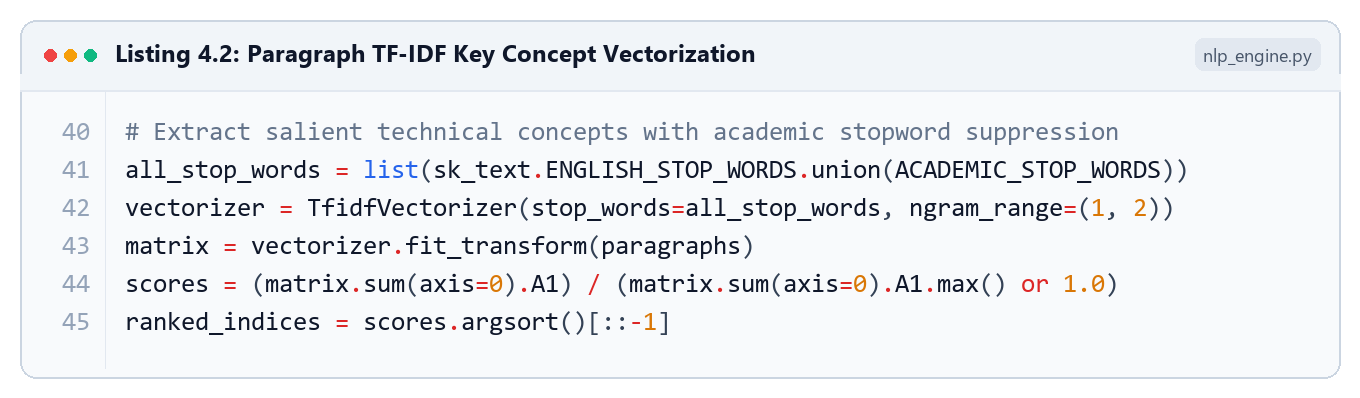 Listing 4.2: Paragraph TF-IDF Key Concept Vectorization
nlp_engine.py
40 # Extract salient technical concepts with academic stopword suppression
41 all_stop_words = list(sk_text.ENGLISH_STOP_WORDS.union(ACADEMIC_STOP_WORDS))
42 vectorizer = TfidfVectorizer(stop_words=all_stop_words, ngram_range=(1, 2))
43 matrix = vectorizer.fit_transform(paragraphs)
44 scores = (matrix.sum(axis=0).A1) / (matrix.sum(axis=0).A1.max() or 1.0)
45 ranked_indices = scores.argsort()[::-1]